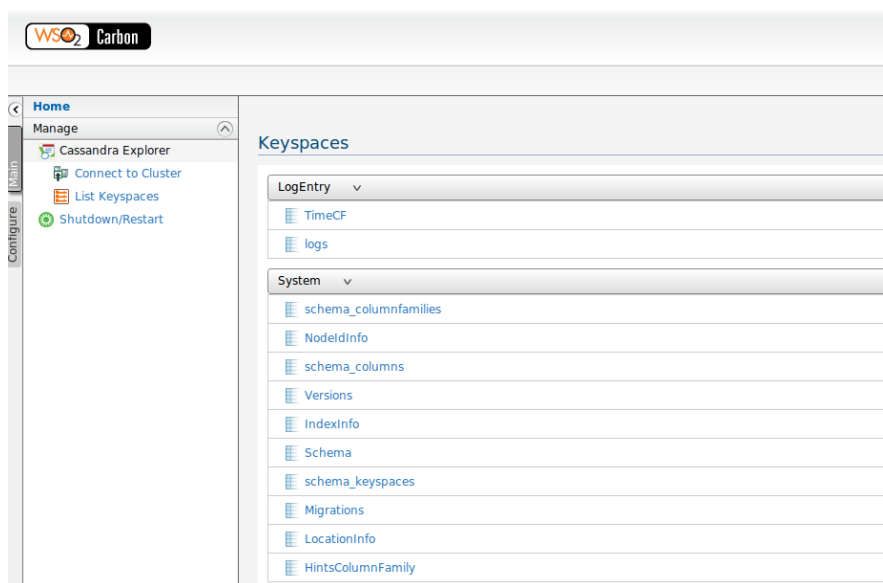 WSO2 Carbon
Home
Manage
Cassandra Explorer
Connect to Cluster
List Keyspaces
Shutdown/Restart
Main
Configure
Keyspaces
LogEntry
TimeCF
logs
System
schema_columnfamilies
NodeIdInfo
schema_columns
Versions
IndexInfo
Schema
schema_keyspaces
Migrations
LocationInfo
HintsColumnFamily